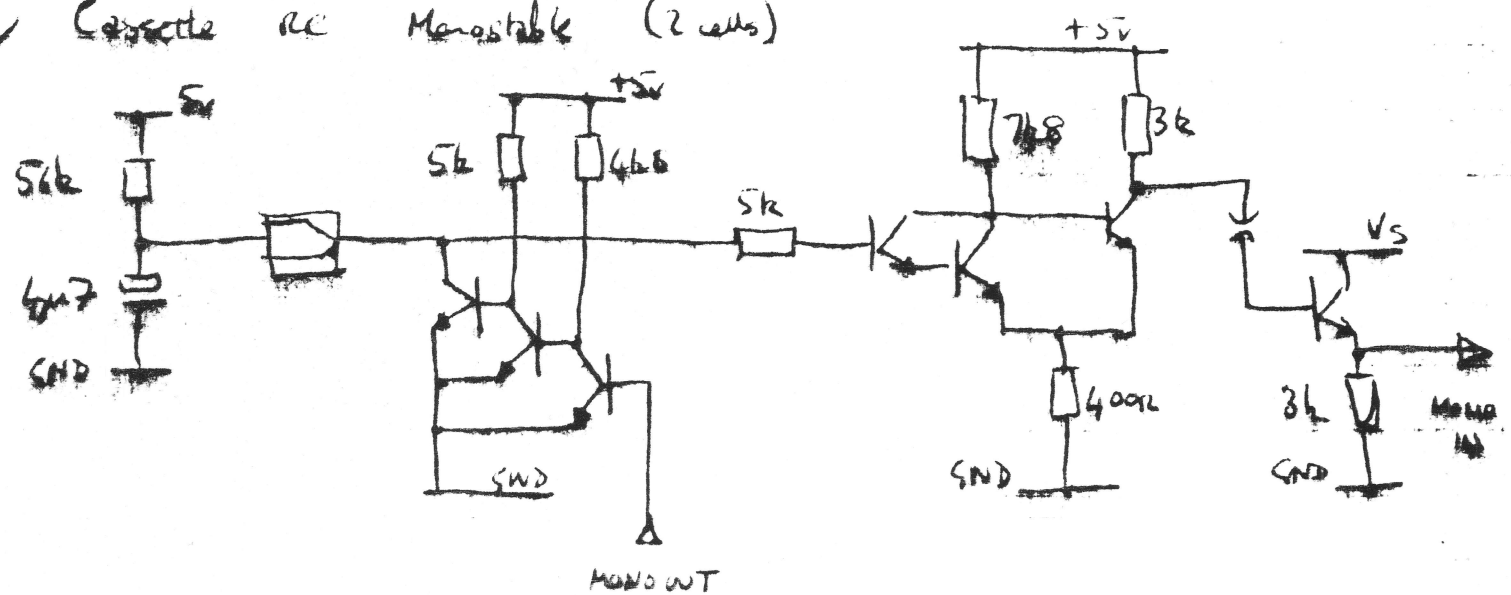 Cassette RC Monostable (2 cells)
+5v
5v
+5v
56k
5k
4k6
7k8
3k
5k
Vs
4µ7
GND
400Ω
3k
MONO
IN
GND
GND
GND
MONO OUT